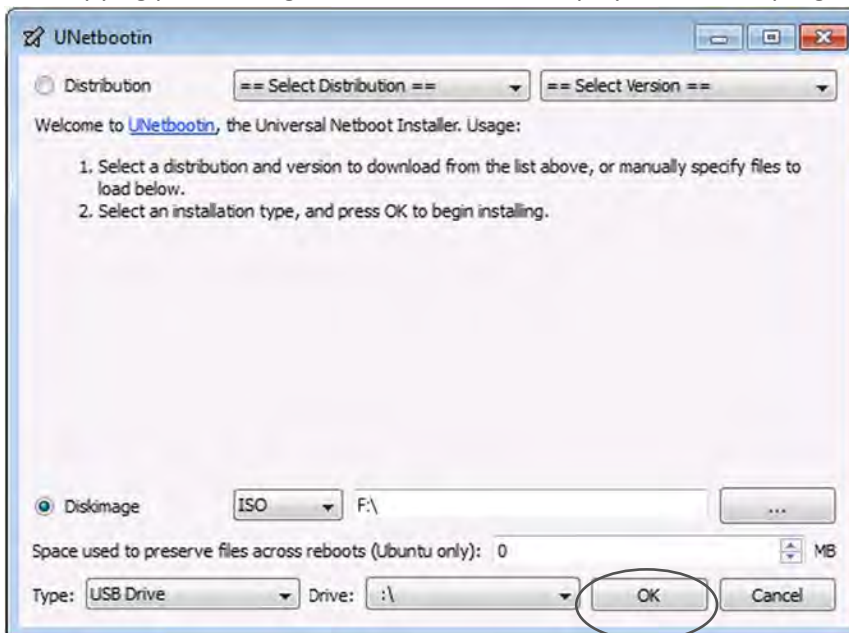 UNetbootin
Distribution == Select Distribution == == Select Version ==
Welcome to UNetbootin, the Universal Netboot Installer. Usage:
1. Select a distribution and version to download from the list above, or manually specify files to
load below.
2. Select an installation type, and press OK to begin installing.
Diskimage ISO F:\ ...
Space used to preserve files across reboots (Ubuntu only): 0 MB
Type: USB Drive Drive: :\ OK Cancel